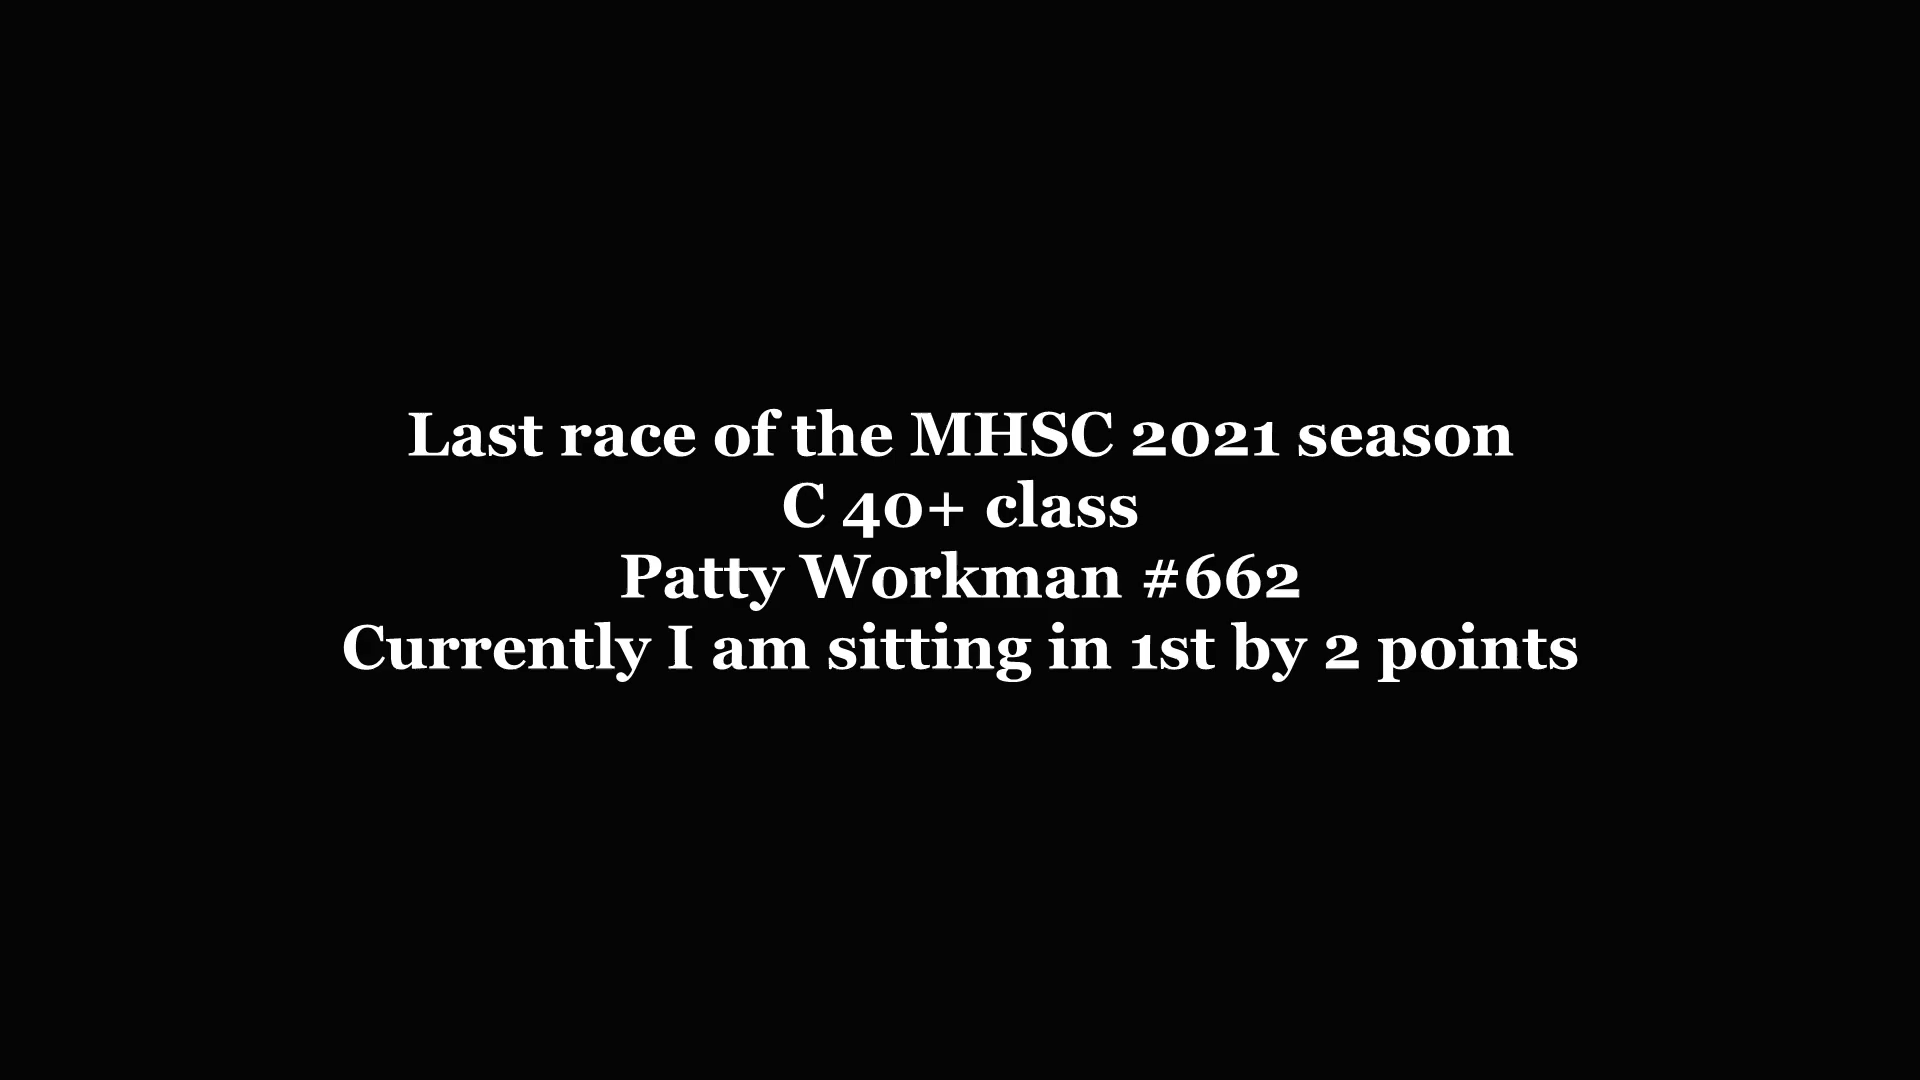 Last race of the MHSC 2021 season
C 40+ class
Patty Workman #662
Currently I am sitting in 1st by 2 points